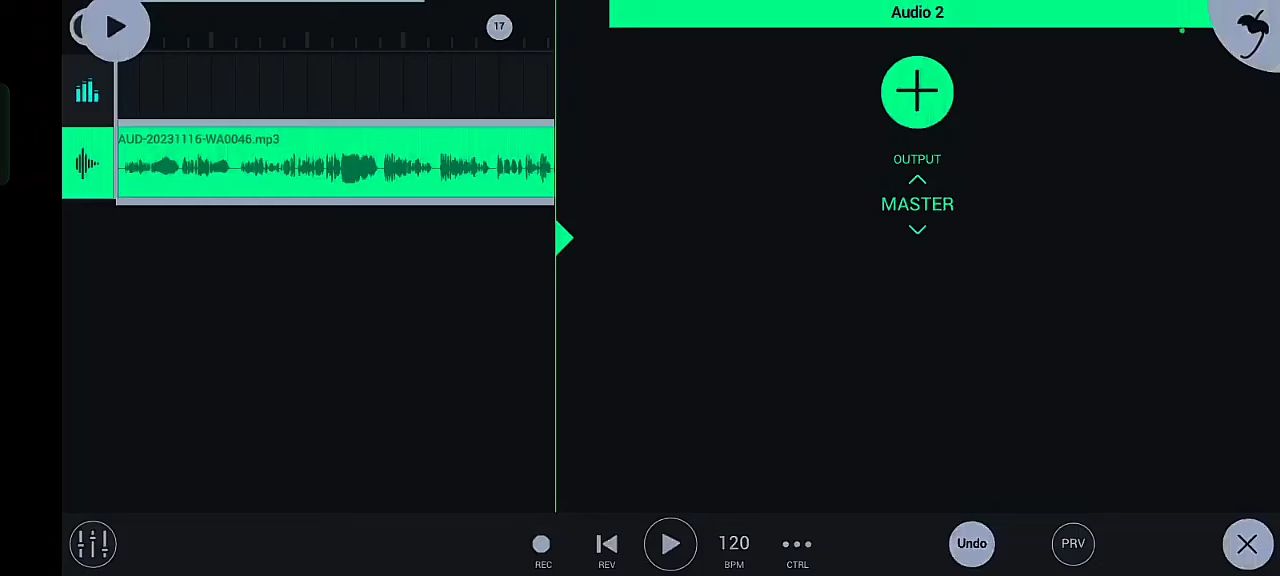 Audio 2
17
AUD-20231116-WA0046.mp3
OUTPUT
MASTER
120
Undo
PRV
REC
REV
BPM
CTRL